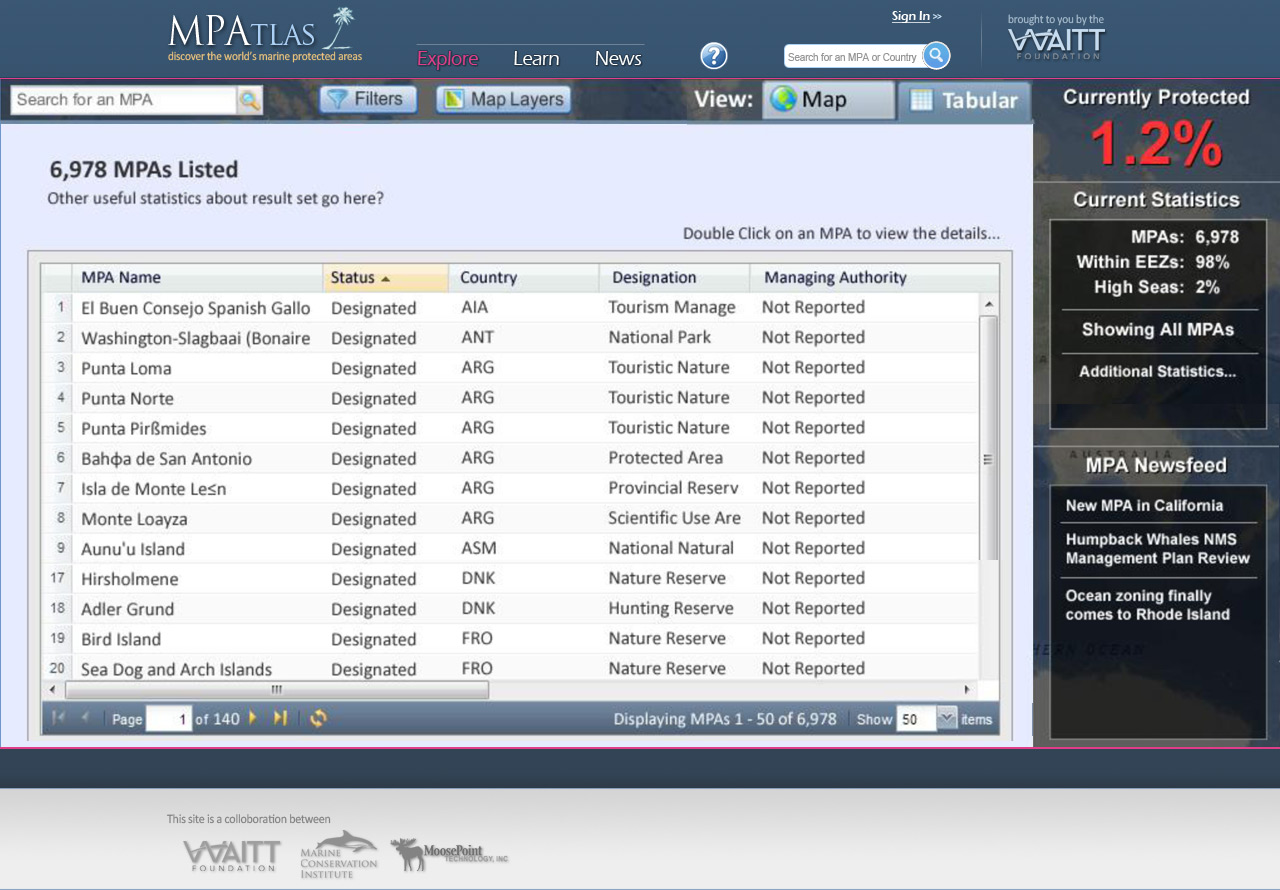 MPATLAS
discover the world's marine protected areas
Explore
Learn
News
?
Sign In >>
Search for an MPA or Country
brought to you by the
WAITT
FOUNDATION
Search for an MPA
Filters
Map Layers
View:
Map
Tabular
6,978 MPAs Listed
Other useful statistics about result set go here?
Double Click on an MPA to view the details...
MPA Name Status Country Designation Managing Authority
1 El Buen Consejo Spanish Gallo Designated AIA Tourism Manage Not Reported
2 Washington-Slagbaai (Bonaire Designated ANT National Park Not Reported
3 Punta Loma Designated ARG Touristic Nature Not Reported
4 Punta Norte Designated ARG Touristic Nature Not Reported
5 Punta Pirßmides Designated ARG Touristic Nature Not Reported
6 Bahфa de San Antonio Designated ARG Protected Area Not Reported
7 Isla de Monte Le≤n Designated ARG Provincial Reserv Not Reported
8 Monte Loayza Designated ARG Scientific Use Are Not Reported
9 Aunu'u Island Designated ASM National Natural Not Reported
17 Hirsholmene Designated DNK Nature Reserve Not Reported
18 Adler Grund Designated DNK Hunting Reserve Not Reported
19 Bird Island Designated FRO Nature Reserve Not Reported
20 Sea Dog and Arch Islands Designated FRO Nature Reserve Not Reported
Page 1 of 140
Displaying MPAs 1 - 50 of 6,978
Show 50 items
Currently Protected
1.2%
Current Statistics
MPAs: 6,978
Within EEZs: 98%
High Seas: 2%
Showing All MPAs
Additional Statistics...
AUSTRALIA
MPA Newsfeed
New MPA in California
Humpback Whales NMS
Management Plan Review
Ocean zoning finally
comes to Rhode Island
HERN OCEAN
This site is a colloboration between
WAITT
FOUNDATION
MARINE
CONSERVATION
INSTITUTE
MoosePoint
TECHNOLOGY, INC